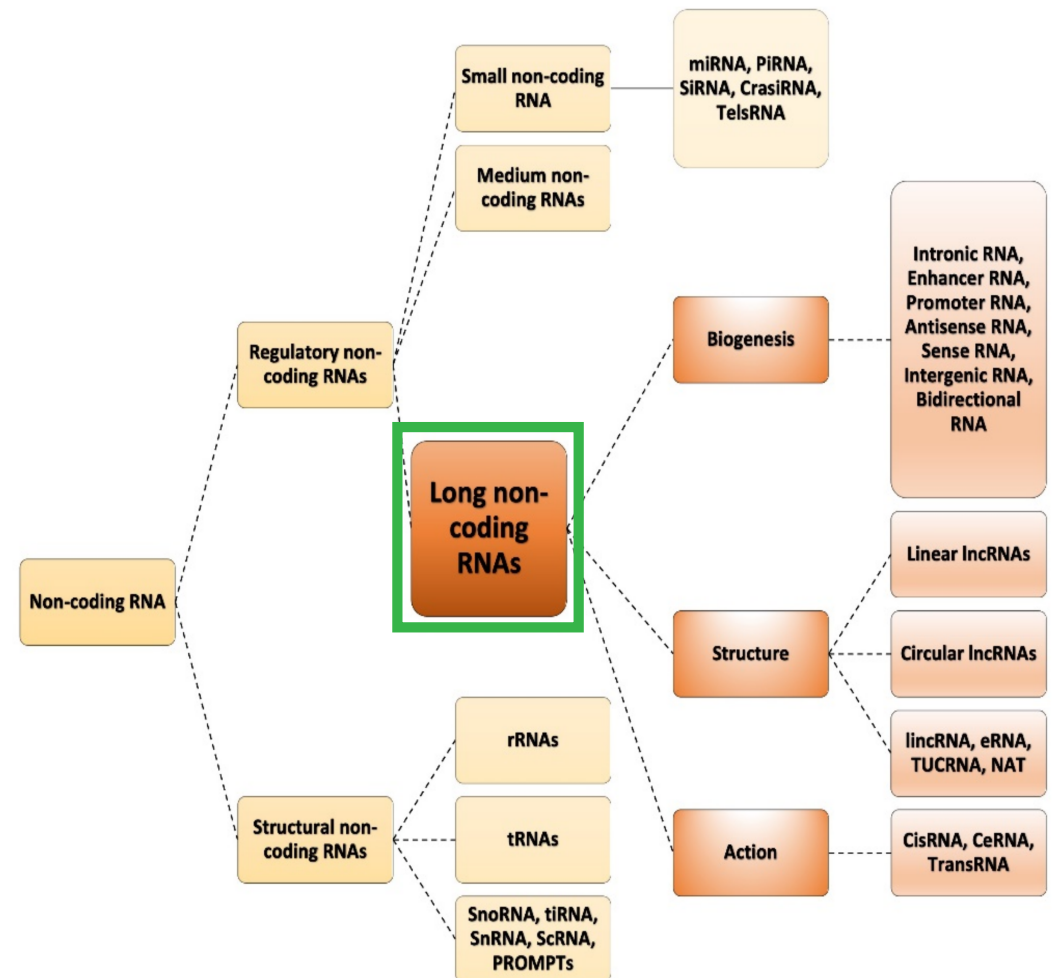 Small non-coding
RNA
miRNA, PiRNA,
SiRNA, CrasiRNA,
TelsRNA
Medium non-
coding RNAs
Regulatory non-
coding RNAs
Biogenesis
Intronic RNA,
Enhancer RNA,
Promoter RNA,
Antisense RNA,
Sense RNA,
Intergenic RNA,
Bidirectional
RNA
Long non-
coding
RNAs
Non-coding RNA
Structure
Linear lncRNAs
Circular lncRNAs
lincRNA, eRNA,
TUCRNA, NAT
Structural non-
coding RNAs
rRNAs
tRNAs
SnoRNA, tiRNA,
SnRNA, ScRNA,
PROMPTs
Action
CisRNA, CeRNA,
TransRNA